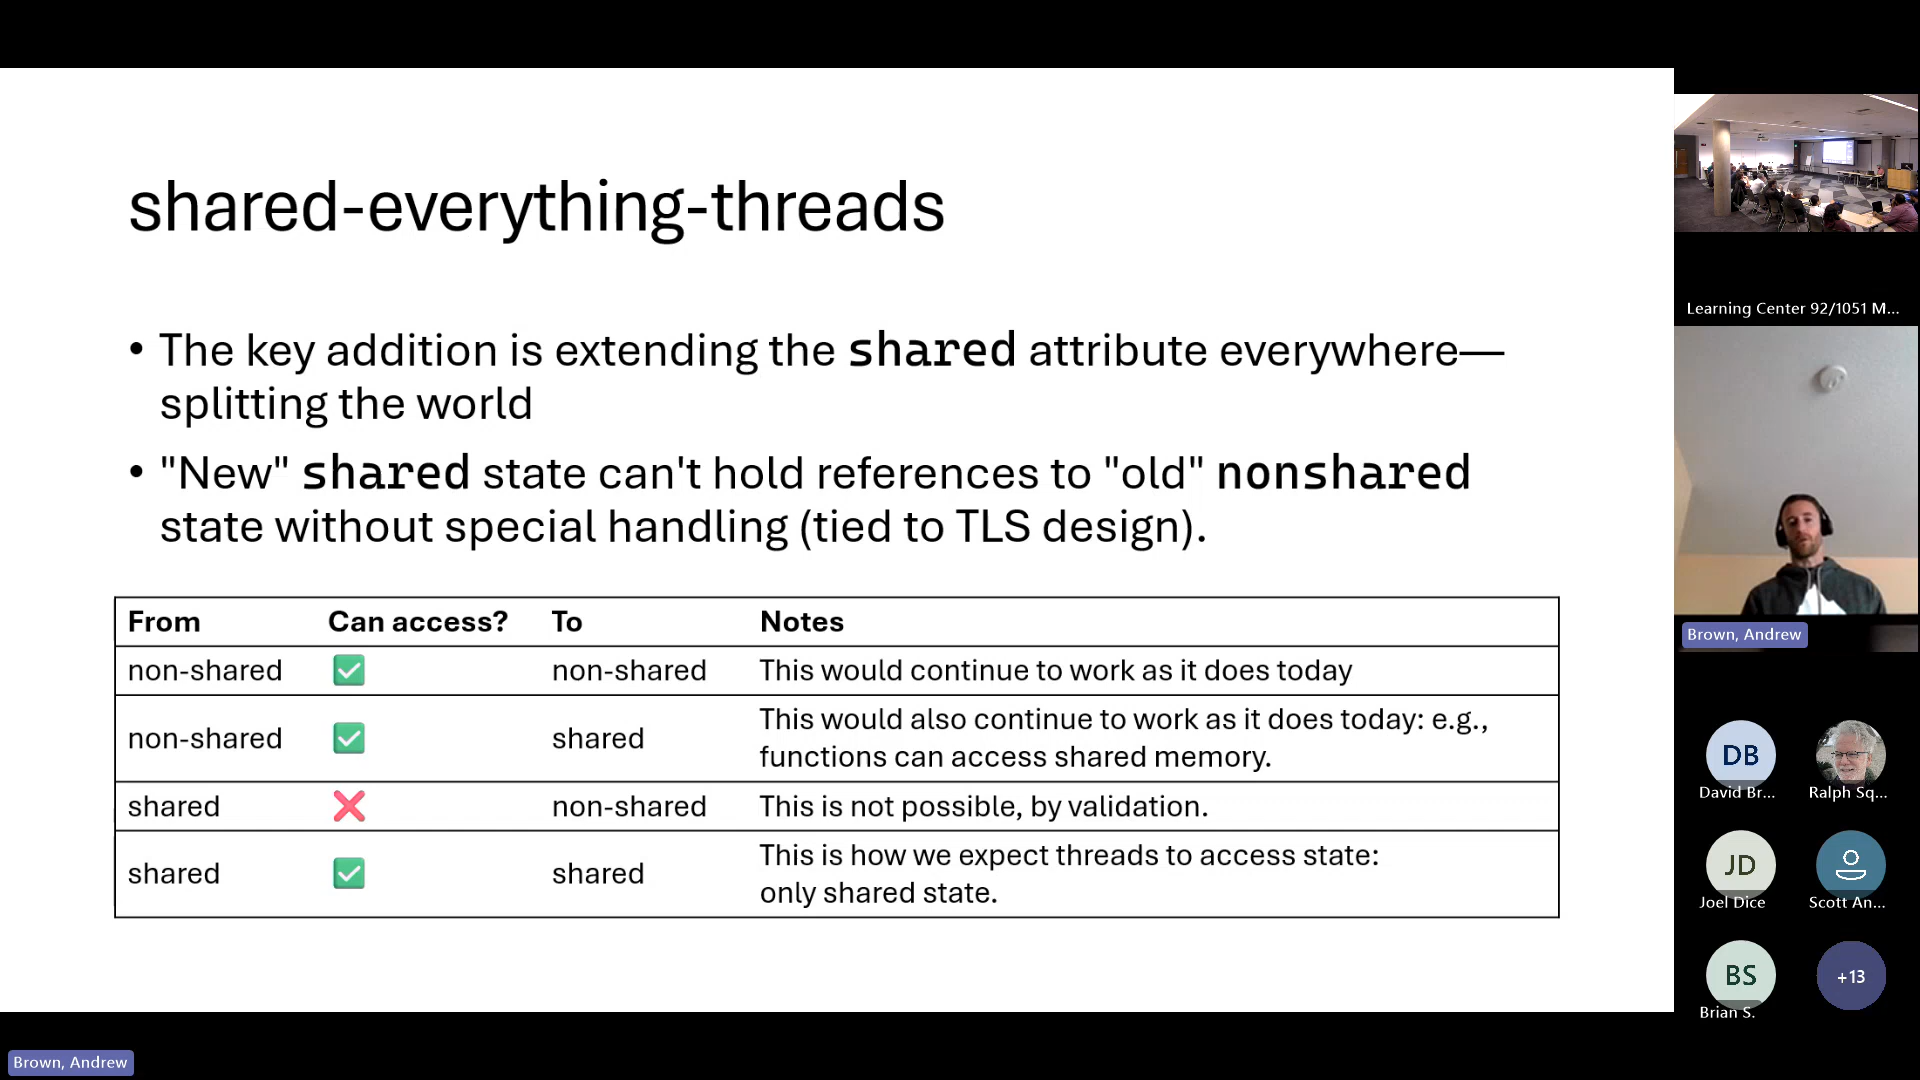 shared-everything-threads
• The key addition is extending the shared attribute everywhere—
splitting the world
• "New" shared state can't hold references to "old" nonshared
state without special handling (tied to TLS design).
From Can access? To Notes
non-shared ✅ non-shared This would continue to work as it does today
non-shared ✅ shared This would also continue to work as it does today: e.g.,
functions can access shared memory.
shared ❌ non-shared This is not possible, by validation.
shared ✅ shared This is how we expect threads to access state:
only shared state.
Learning Center 92/1051 M...
Brown, Andrew
DB
David Br...
Ralph Sq...
JD
Joel Dice
Scott An...
BS
Brian S.
+13
Brown, Andrew